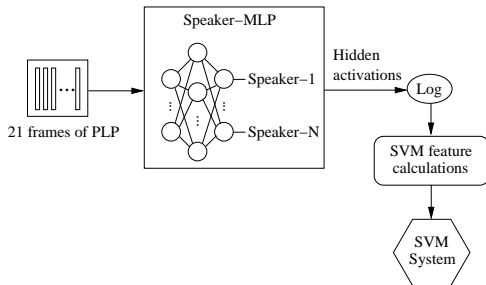 Speaker−MLP
Speaker−1
Speaker−N
21 frames of PLP
Hidden
activations
Log
SVM feature
calculations
SVM
System